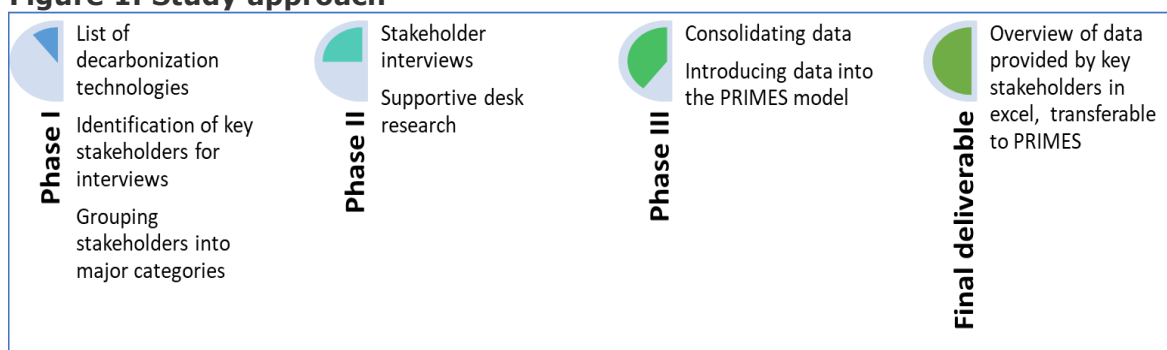 Figure 1: Study approach
Phase I
List of
decarbonization
technologies
Identification of key
stakeholders for
interviews
Grouping
stakeholders into
major categories
Phase II
Stakeholder
interviews
Supportive desk
research
Phase III
Consolidating data
Introducing data into
the PRIMES model
Final deliverable
Overview of data
provided by key
stakeholders in
excel, transferable
to PRIMES